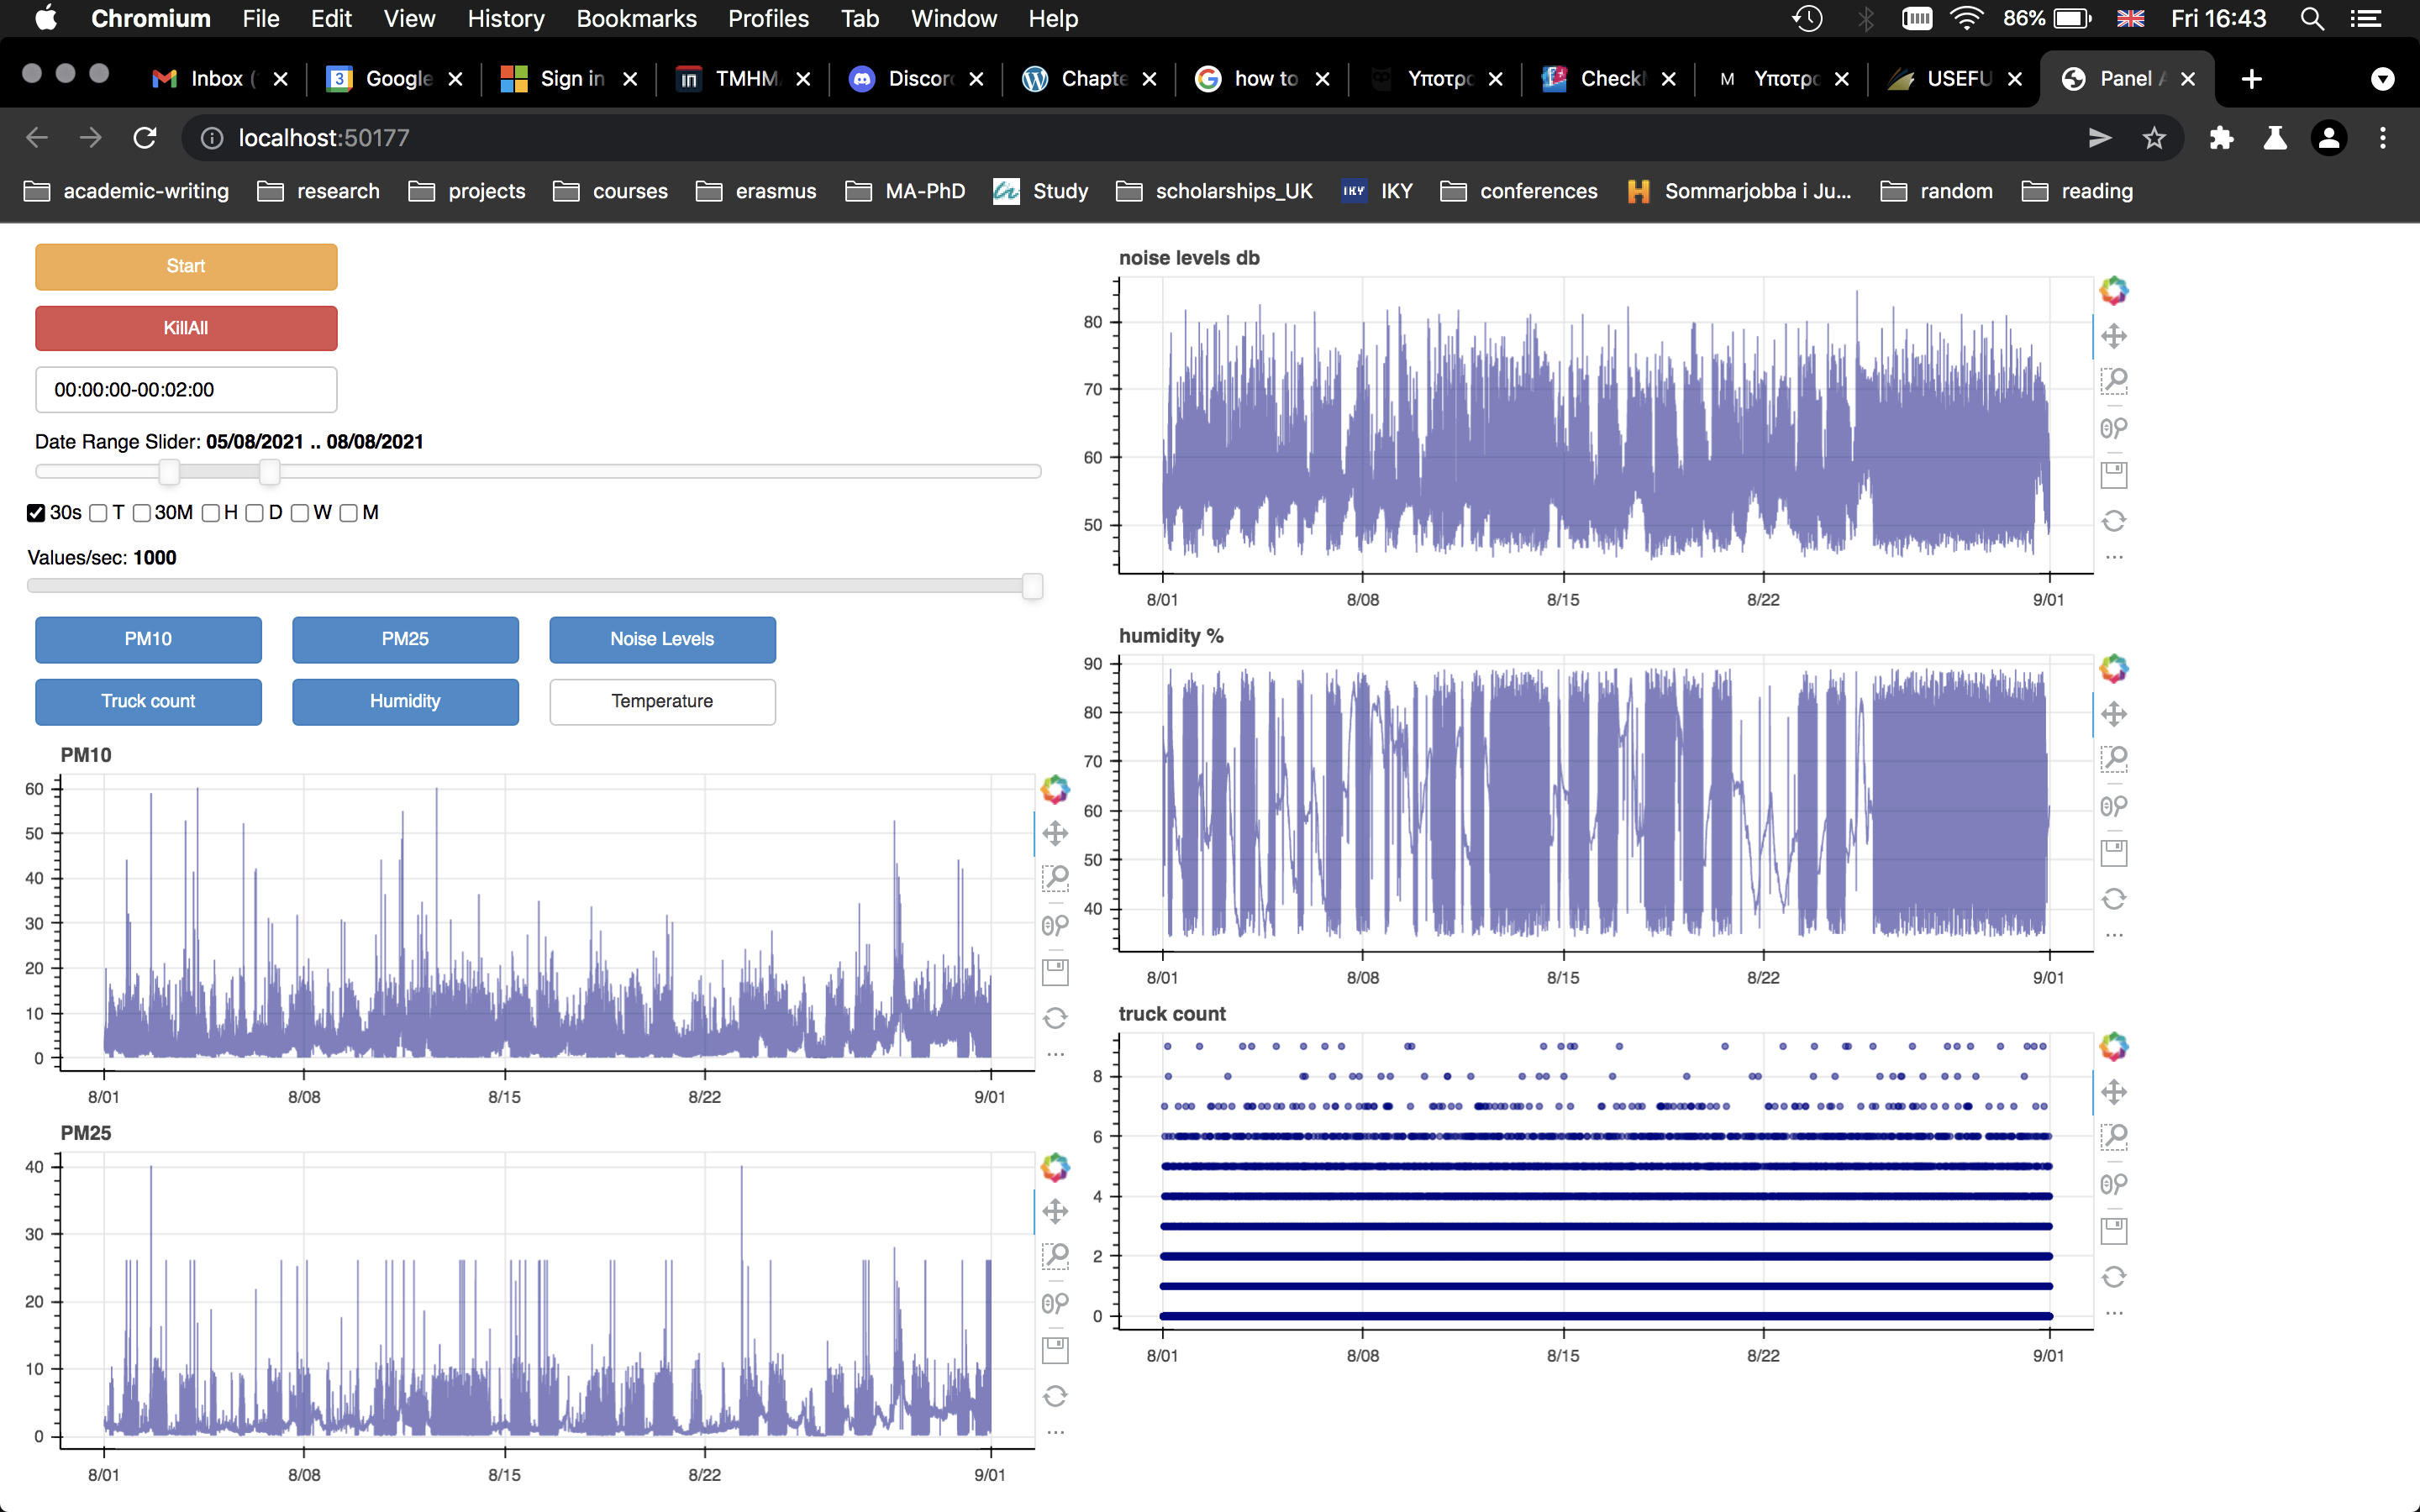 Chromium File Edit View History Bookmarks Profiles Tab Window Help 86% Fri 16:43
Inbox ( Google Sign in TMHM Discor Chapte how to Υποτρο Check Υποτρο USEFU Panel A
localhost:50177
academic-writing research projects courses erasmus MA-PhD Study scholarships_UK IKY IKY conferences Sommarjobba i Ju... random reading
Start
KillAll
00:00:00-00:02:00
Date Range Slider: 05/08/2021 .. 08/08/2021
30s T 30M H D W M
Values/sec: 1000
PM10 PM25 Noise Levels
Truck count Humidity Temperature
PM10
60
50
40
30
20
10
0
8/01 8/08 8/15 8/22 9/01
PM25
40
30
20
10
0
8/01 8/08 8/15 8/22 9/01
noise levels db
80
70
60
50
8/01 8/08 8/15 8/22 9/01
humidity %
90
80
70
60
50
40
8/01 8/08 8/15 8/22 9/01
truck count
8
6
4
2
0
8/01 8/08 8/15 8/22 9/01